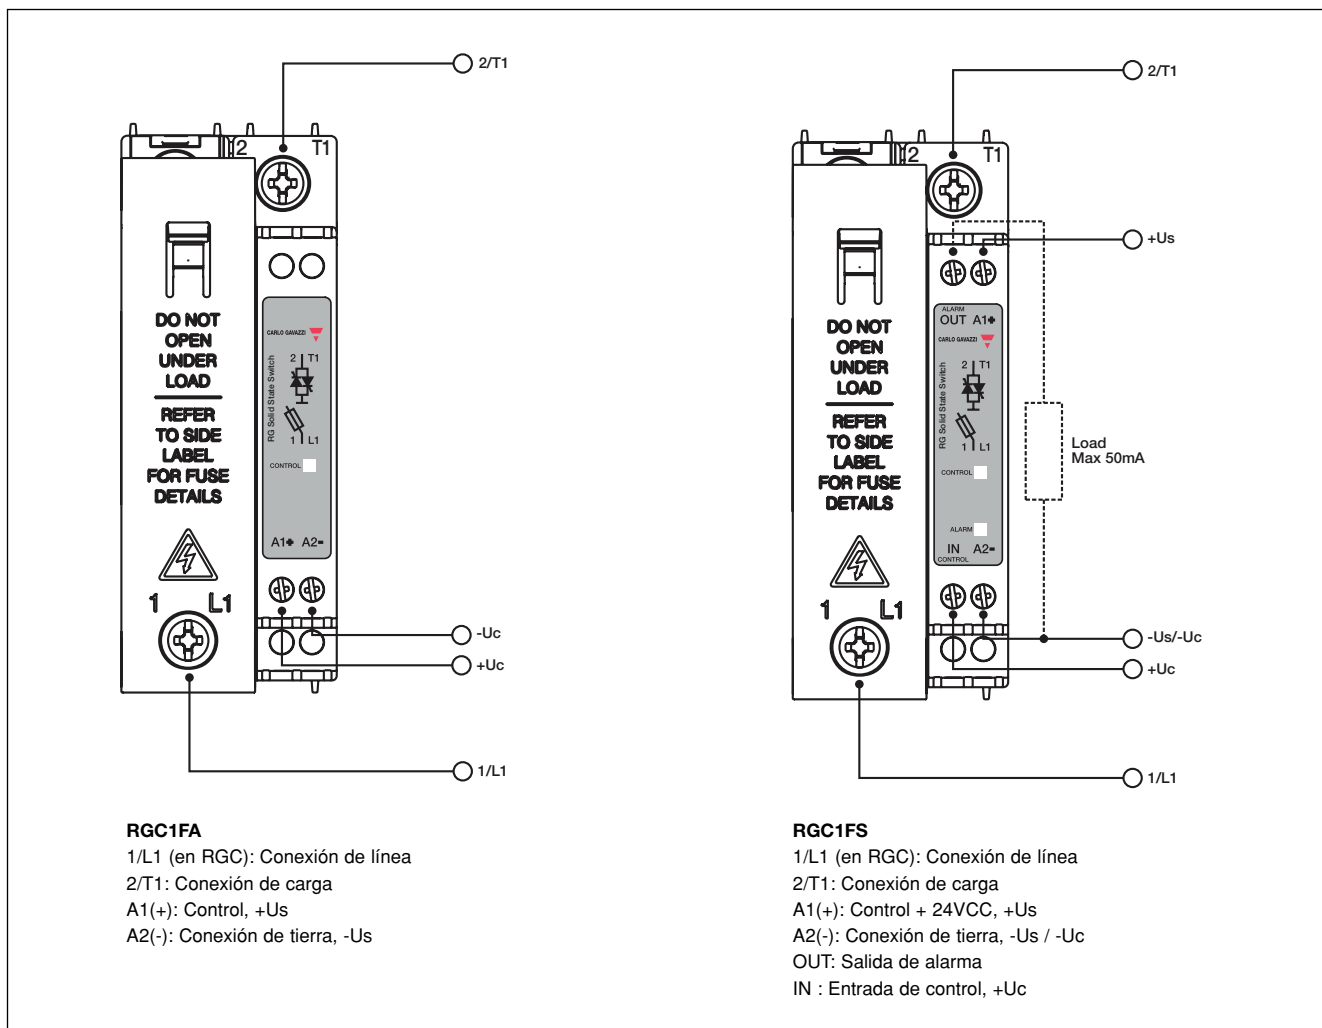 2/T1
2 T1
DO NOT
OPEN
UNDER
LOAD
REFER
TO SIDE
LABEL
FOR FUSE
DETAILS
1 L1
CARLO GAVAZZI
RG Solid State Switch
2 T1
1 L1
CONTROL
A1+ A2-
-Uc
+Uc
1/L1
RGC1FA
1/L1 (en RGC): Conexión de línea
2/T1: Conexión de carga
A1(+): Control, +Us
A2(-): Conexión de tierra, -Us
2/T1
2 T1
+Us
DO NOT
OPEN
UNDER
LOAD
REFER
TO SIDE
LABEL
FOR FUSE
DETAILS
1 L1
ALARM
OUT A1+
CARLO GAVAZZI
RG Solid State Switch
2 T1
1 L1
CONTROL
ALARM
IN A2-
CONTROL
Load
Max 50mA
-Us/-Uc
+Uc
1/L1
RGC1FS
1/L1 (en RGC): Conexión de línea
2/T1: Conexión de carga
A1(+): Control + 24VCC, +Us
A2(-): Conexión de tierra, -Us / -Uc
OUT: Salida de alarma
IN : Entrada de control, +Uc